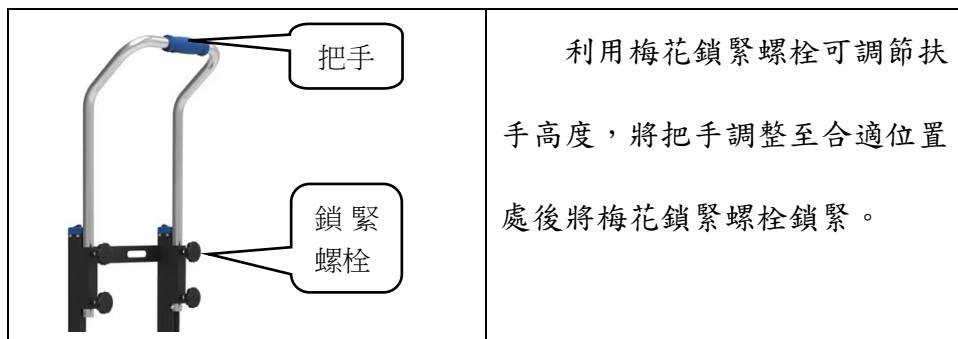 把手
鎖緊
螺栓
利用梅花鎖緊螺栓可調節扶
手高度，將把手調整至合適位置
處後將梅花鎖緊螺栓鎖緊。